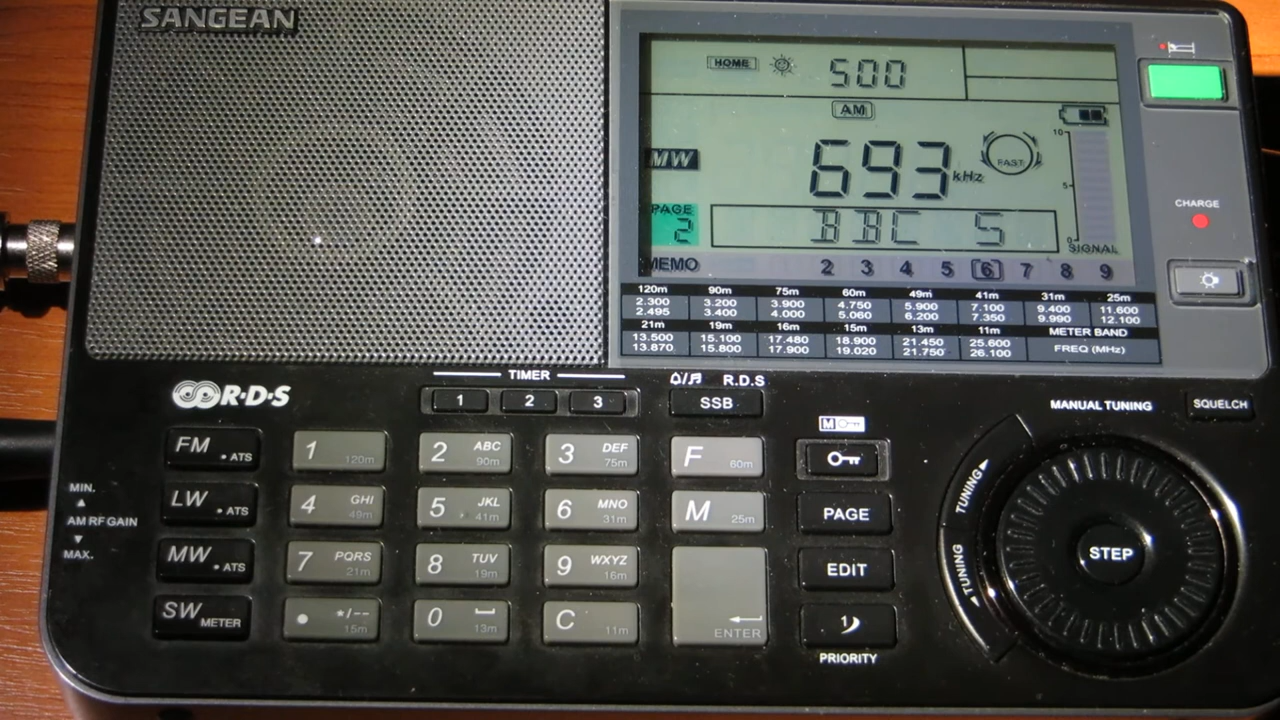 SANGEAN
HOME 500
AM
MW 693 kHz FAST
PAGE
2 BBC 5
10
5
0
SIGNAL
MEMO 2 3 4 5 6 7 8 9
120m 90m 75m 60m 49m 41m 31m 25m
2.300 3.200 3.900 4.750 5.900 7.100 9.400 11.600
2.495 3.400 4.000 5.060 6.200 7.350 9.990 12.100
21m 19m 16m 15m 13m 11m METER BAND
13.500 15.100 17.480 18.900 21.450 25.600 FREQ (MHz)
13.870 15.800 17.900 19.020 21.750 26.100
CHARGE
R·D·S
TIMER
1 2 3
R.D.S
SSB
MANUAL TUNING
SQUELCH
M
FM • ATS 1 120m 2 ABC 90m 3 DEF 75m F 60m
LW • ATS 4 GHI 49m 5 JKL 41m 6 MNO 31m M 25m PAGE
MW • ATS 7 PQRS 21m 8 TUV 19m 9 WXYZ 16m EDIT
SW METER • */-- 15m 0 13m C 11m ENTER 1
PRIORITY
MIN.
AM RF GAIN
MAX.
TUNING
TUNING
STEP